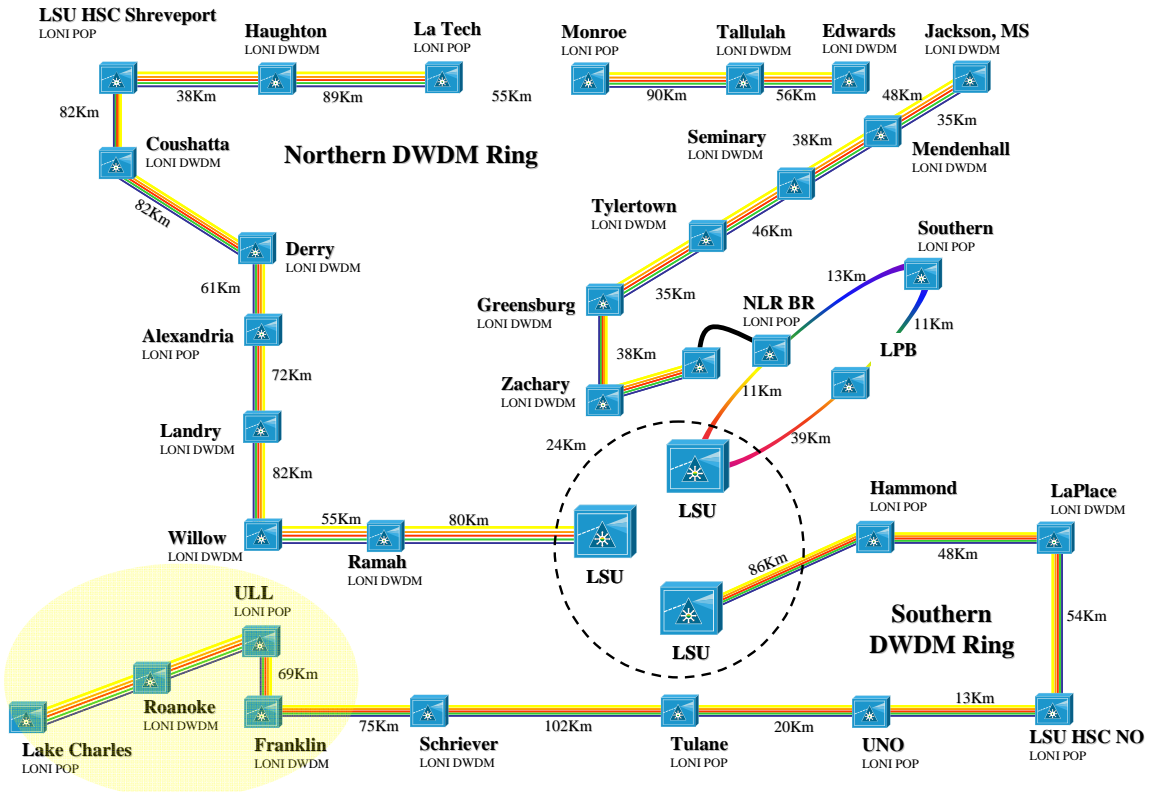 LSU HSC Shreveport
LONI POP
Haughton
LONI DWDM
La Tech
LONI POP
Monroe
LONI POP
Tallulah
LONI DWDM
Edwards
LONI DWDM
Jackson, MS
LONI DWDM
38Km
89Km
55Km
90Km
56Km
48Km
35Km
82Km
Coushatta
LONI DWDM
Northern DWDM Ring
Seminary
LONI DWDM
38Km
Mendenhall
LONI DWDM
82Km
Tylertown
LONI DWDM
46Km
Southern
LONI POP
Derry
LONI DWDM
61Km
Greensburg
LONI DWDM
35Km
NLR BR
LONI POP
13Km
11Km
Alexandria
LONI POP
38Km
LPB
72Km
Zachary
LONI DWDM
11Km
Landry
LONI DWDM
24Km
39Km
82Km
LSU
Hammond
LONI POP
LaPlace
LONI DWDM
Willow
LONI DWDM
55Km
80Km
Ramah
LONI DWDM
LSU
86Km
48Km
ULL
LONI POP
LSU
Southern
DWDM Ring
54Km
69Km
Roanoke
LONI DWDM
Lake Charles
LONI POP
Franklin
LONI DWDM
75Km
Schriever
LONI DWDM
102Km
Tulane
LONI POP
20Km
UNO
LONI POP
13Km
LSU HSC NO
LONI POP